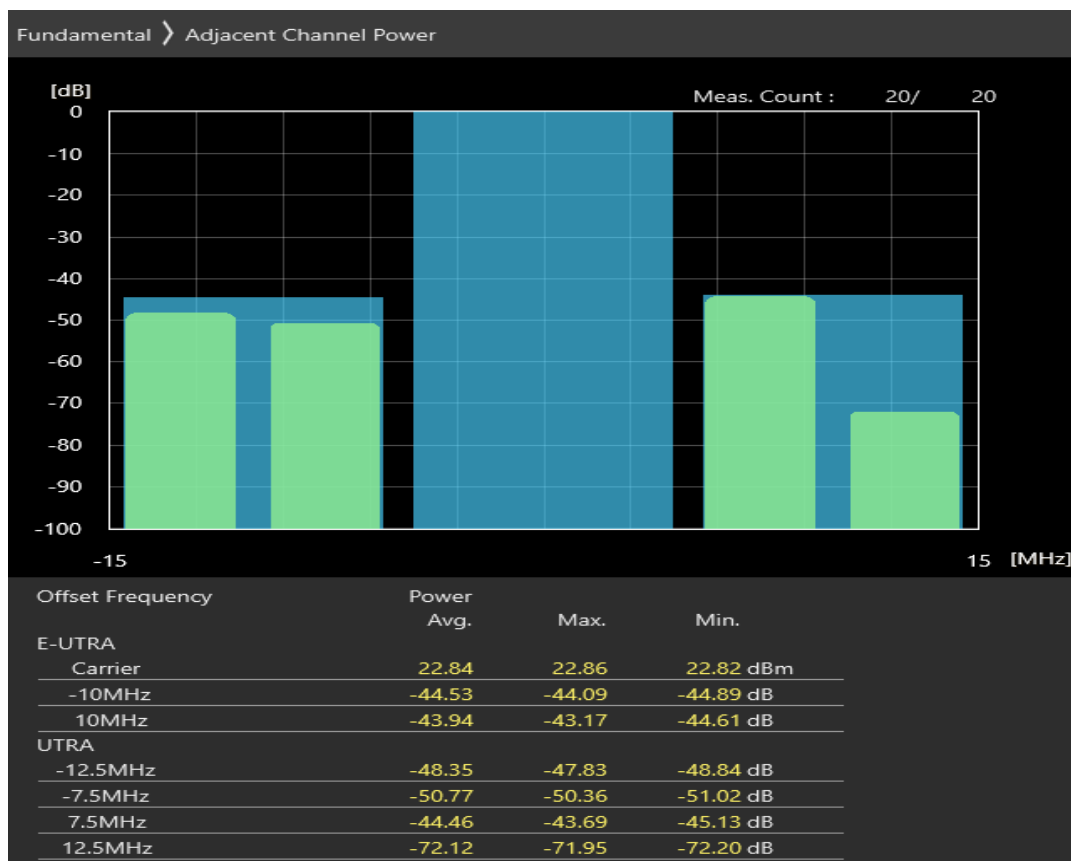 Fundamental 〉 Adjacent Channel Power
[dB]
Meas. Count : 20/ 20
0
-10
-20
-30
-40
-50
-60
-70
-80
-90
-100
-15 15 [MHz]
Offset Frequency Power
Avg. Max. Min.
E-UTRA
Carrier 22.84 22.86 22.82 dBm
-10MHz -44.53 -44.09 -44.89 dB
10MHz -43.94 -43.17 -44.61 dB
UTRA
-12.5MHz -48.35 -47.83 -48.84 dB
-7.5MHz -50.77 -50.36 -51.02 dB
7.5MHz -44.46 -43.69 -45.13 dB
12.5MHz -72.12 -71.95 -72.20 dB